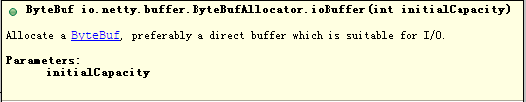 ByteBuf io.netty.buffer.ByteBufAllocator.ioBuffer(int initialCapacity)
Allocate a ByteBuf, preferably a direct buffer which is suitable for I/O.
Parameters:
initialCapacity